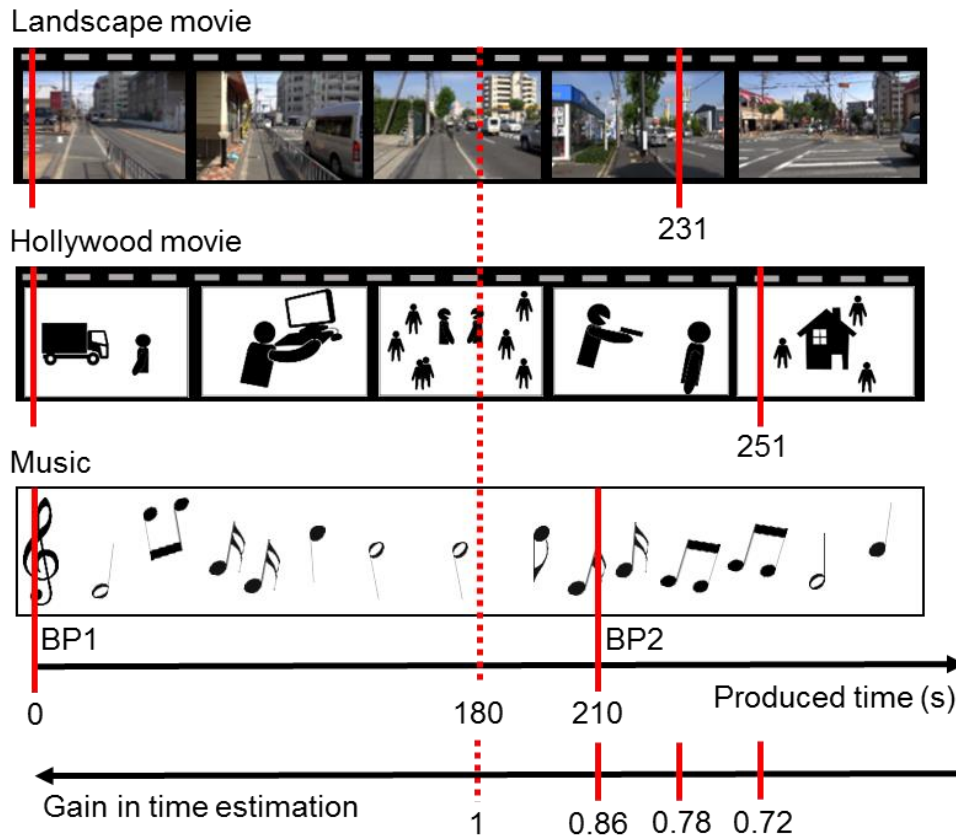 Landscape movie
231
Hollywood movie
251
Music
BP1 BP2
Produced time (s)
0 180 210
Gain in time estimation
1 0.86 0.78 0.72